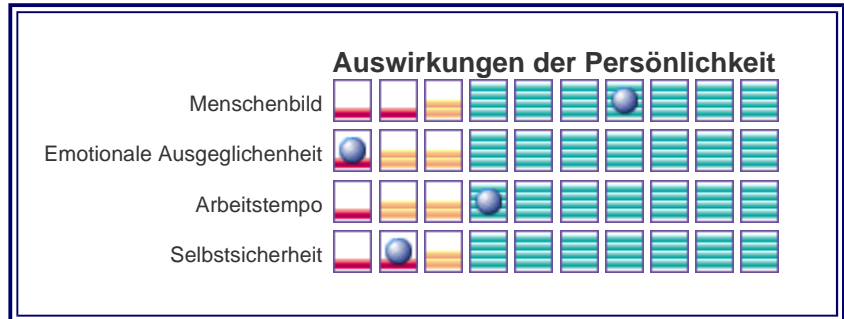 Auswirkungen der Persönlichkeit
Menschenbild
Emotionale Ausgeglichenheit
Arbeitstempo
Selbstsicherheit